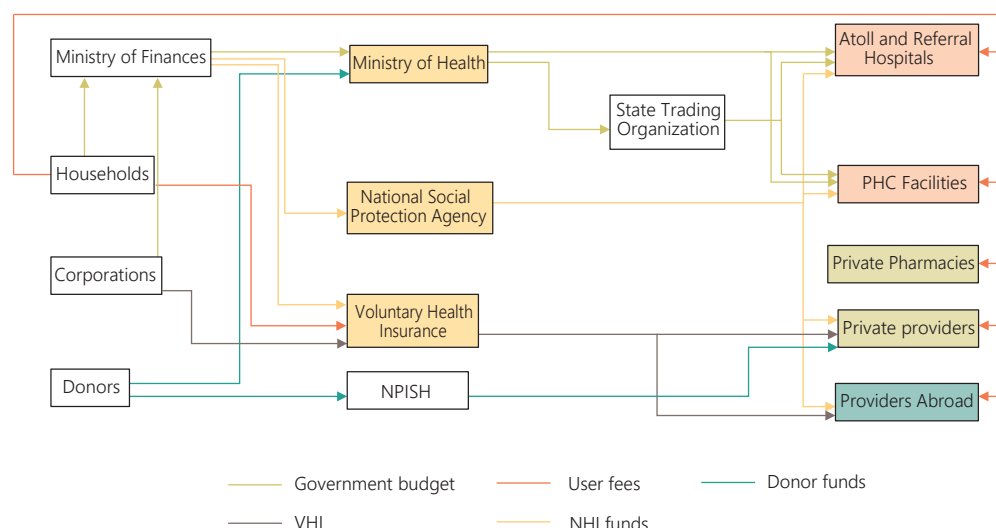 Ministry of Finances
Ministry of Health
Atoll and Referral
Hospitals
State Trading
Organization
Households
National Social
Protection Agency
PHC Facilities
Corporations
Private Pharmacies
Voluntary Health
Insurance
Private providers
Donors
NPISH
Providers Abroad
Government budget
User fees
Donor funds
VHI
NHI funds